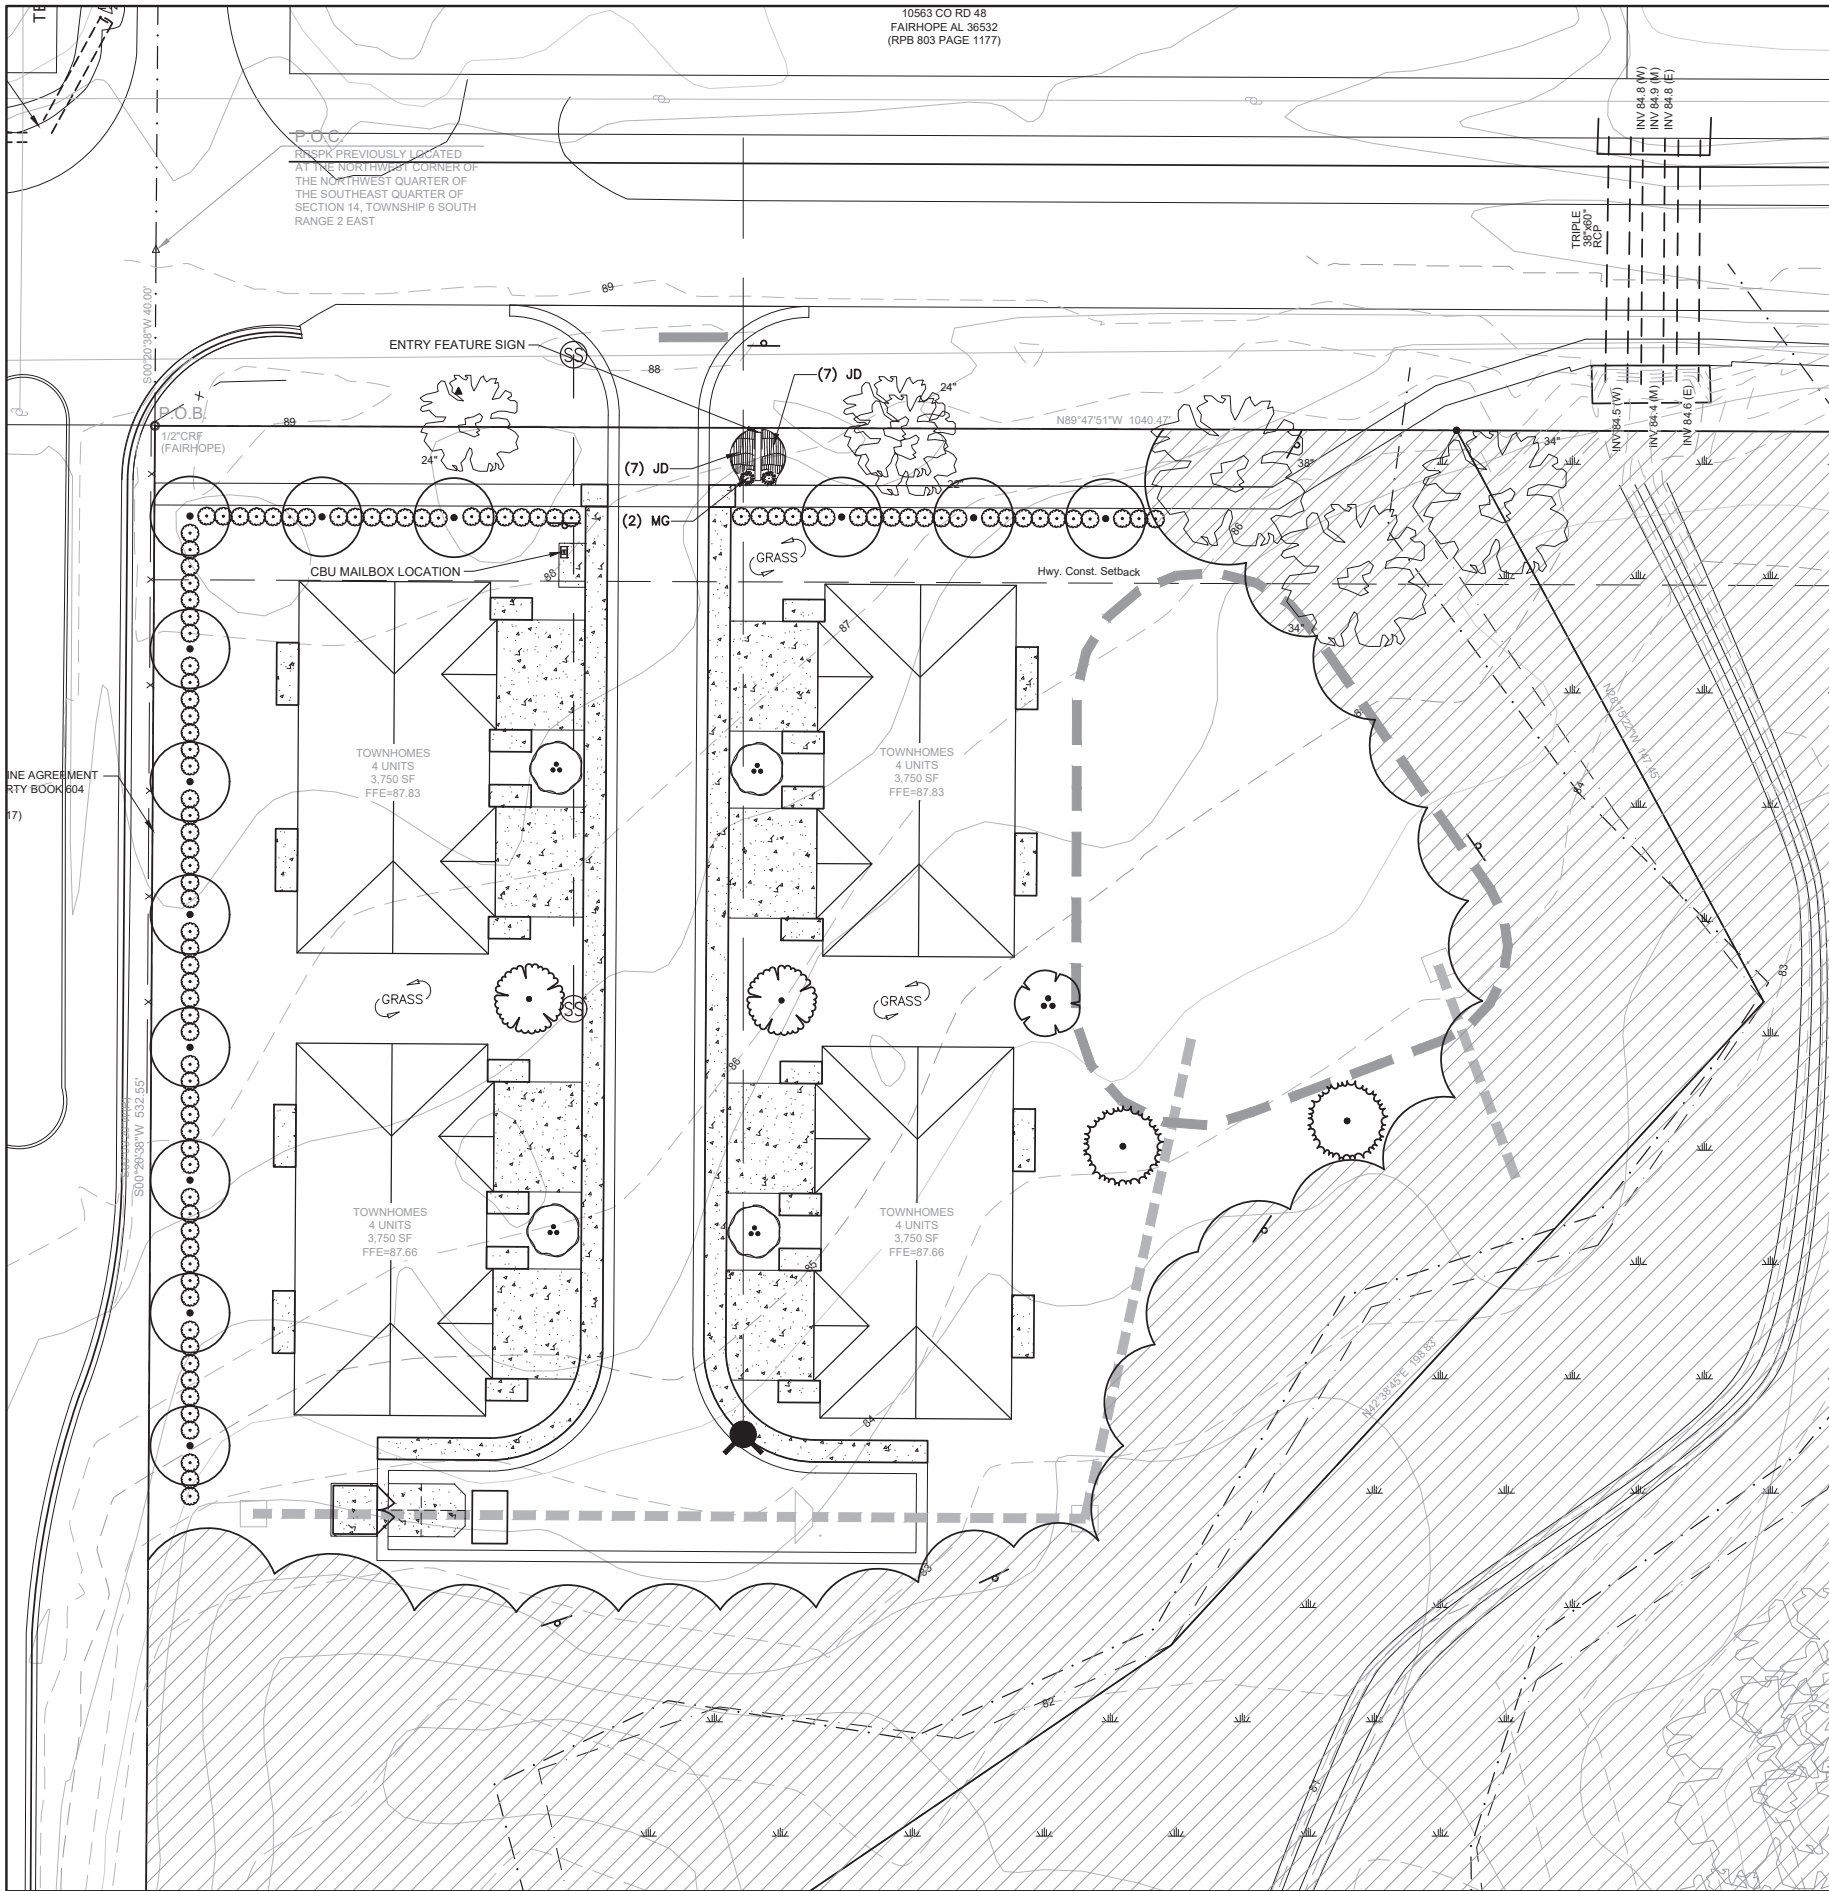 10563 CO RD 48
FAIRHOPE AL 36532
(RPB 803 PAGE 1177)
TE
INV 84.8 (W)
INV 84.9 (M)
INV 84.8 (E)
P.O.C.
RRSPK PREVIOUSLY LOCATED
AT THE NORTHWEST CORNER OF
THE NORTHWEST QUARTER OF
THE SOUTHEAST QUARTER OF
SECTION 14, TOWNSHIP 6 SOUTH
RANGE 2 EAST
TRIPLE
38"x60"
RCP
S00°20'38"W 40.00'
89
ENTRY FEATURE SIGN
SS
88
(7) JD
24"
P.O.B.
1/2"CRF
(FAIRHOPE)
89
N89°47'51"W 1040.47'
INV 84.5 (W)
INV 84.4 (M)
INV 84.6 (E)
24"
(7) JD
22"
38"
34"
(2) MG
86
GRASS
CBU MAILBOX LOCATION
88
Hwy. Const. Setback
87
34"
N28°15'22"W 147.45'
TOWNHOMES
4 UNITS
3,750 SF
FFE=87.83
TOWNHOMES
4 UNITS
3,750 SF
FFE=87.83
INE AGREEMENT
RTY BOOK 604
17)
84
83
GRASS
SS
GRASS
86
S00°20'38"W 532.55'
TOWNHOMES
4 UNITS
3,750 SF
FFE=87.66
TOWNHOMES
4 UNITS
3,750 SF
FFE=87.66
85
N42°38'45"E 198.83'
84
83
82
81